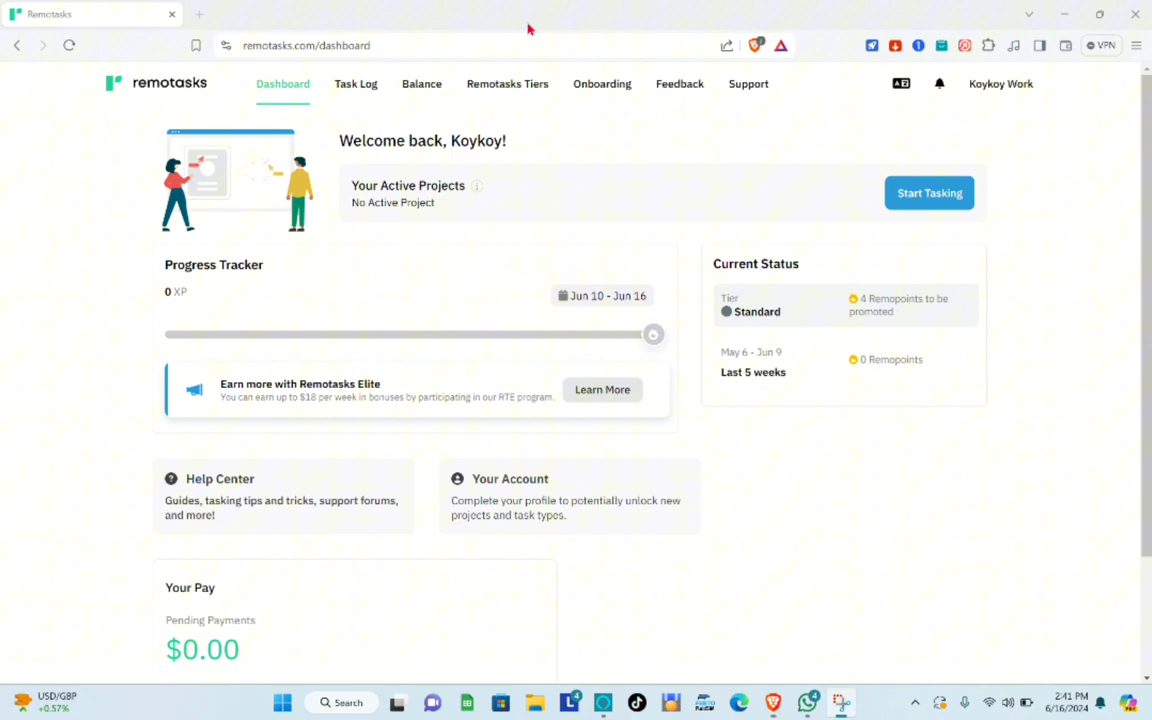 Remotasks
remotasks.com/dashboard
VPN
remotasks
Dashboard
Task Log
Balance
Remotasks Tiers
Onboarding
Feedback
Support
Koykoy Work
Welcome back, Koykoy!
Your Active Projects
No Active Project
Start Tasking
Progress Tracker
0 XP
Jun 10 - Jun 16
Earn more with Remotasks Elite
You can earn up to $18 per week in bonuses by participating in our RTE program.
Learn More
Current Status
Tier
Standard
4 Remopoints to be
promoted
May 6 - Jun 9
Last 5 weeks
0 Remopoints
Help Center
Guides, tasking tips and tricks, support forums,
and more!
Your Account
Complete your profile to potentially unlock new
projects and task types.
Your Pay
Pending Payments
$0.00
USD/GBP
+0.57%
Search
4
4
2:41 PM
6/16/2024